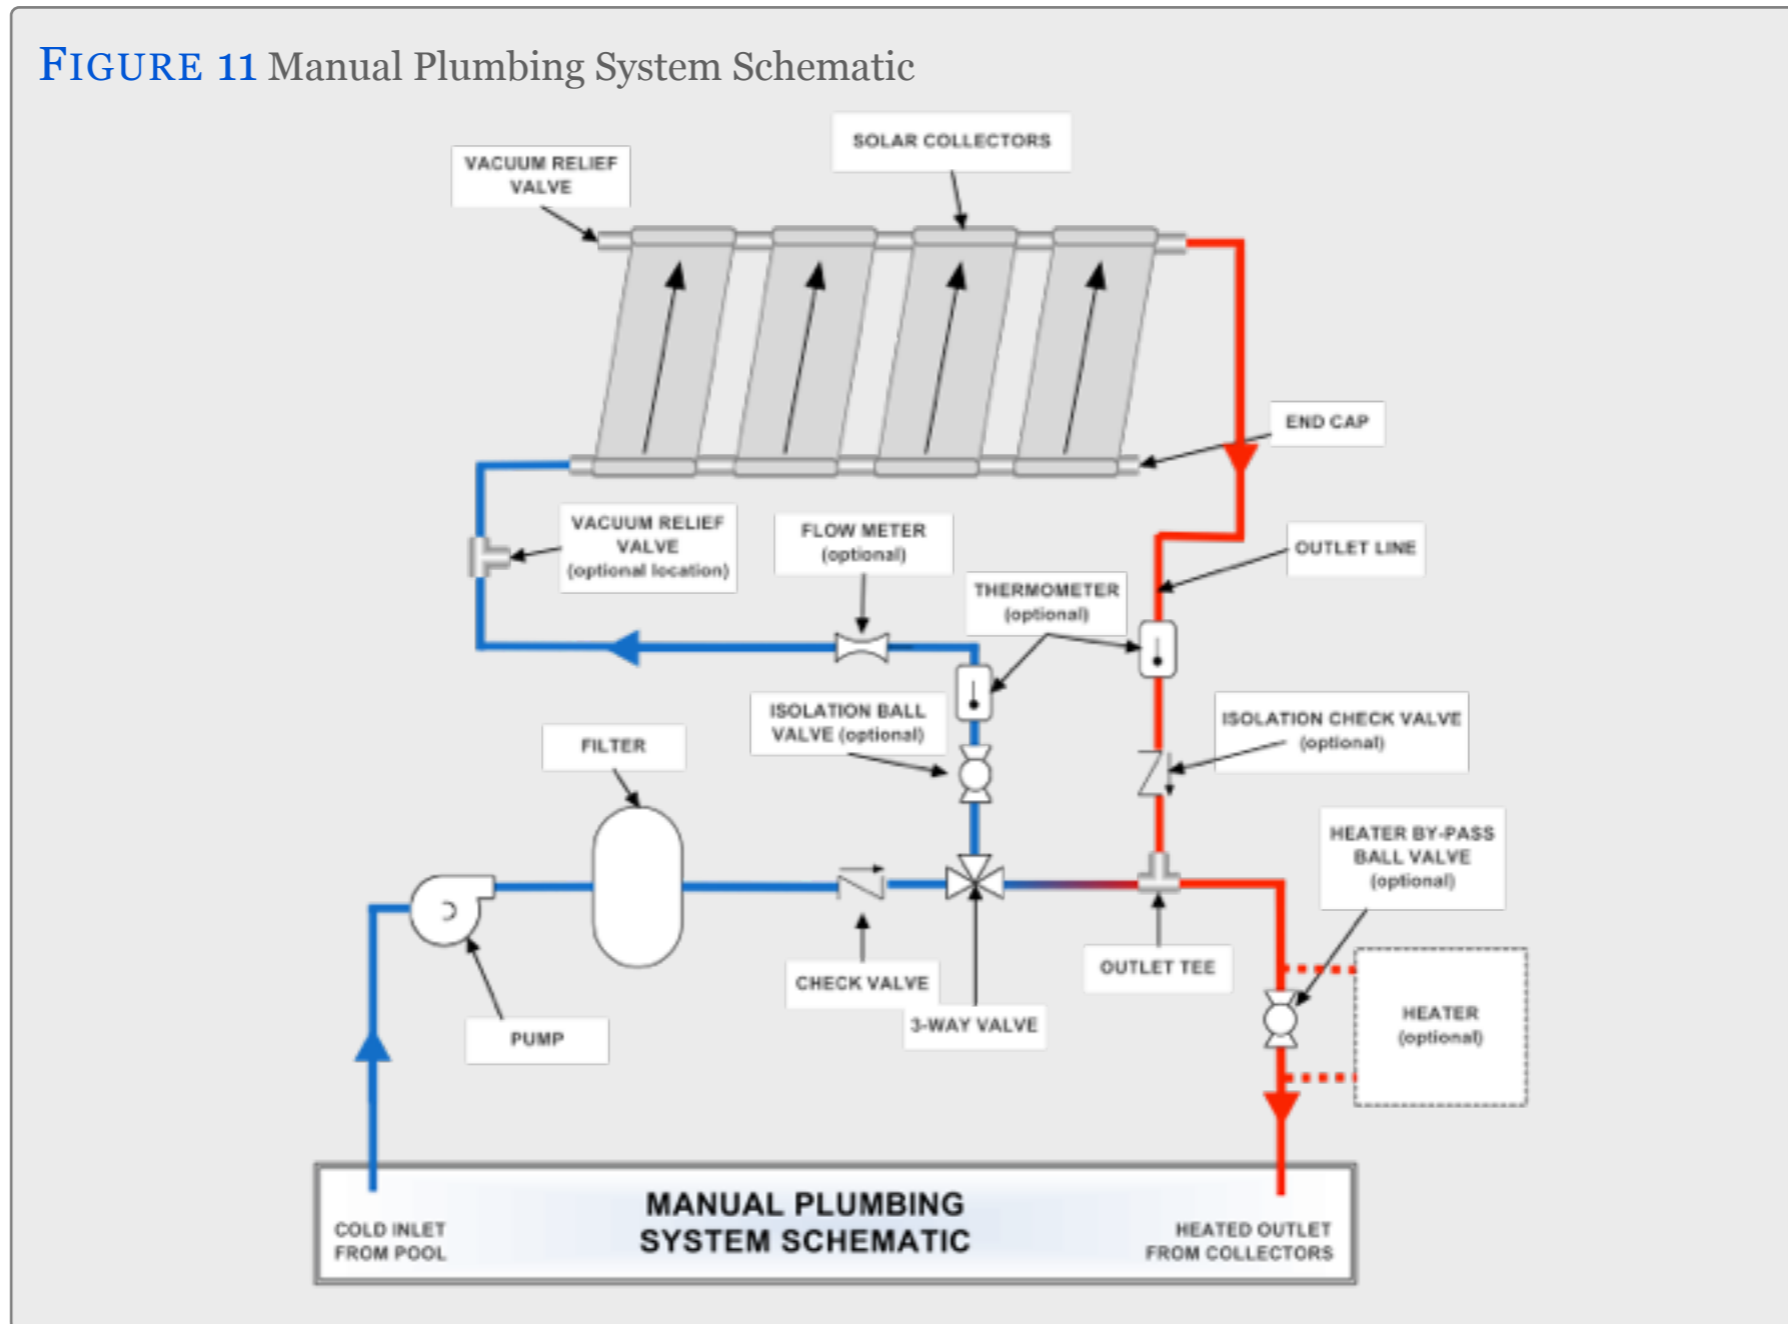 FIGURE 11 Manual Plumbing System Schematic
SOLAR COLLECTORS
VACUUM RELIEF
VALVE
END CAP
VACUUM RELIEF
VALVE
(optional location)
FLOW METER
(optional)
OUTLET LINE
THERMOMETER
(optional)
ISOLATION BALL
VALVE (optional)
ISOLATION CHECK VALVE
(optional)
FILTER
HEATER BY-PASS
BALL VALVE
(optional)
CHECK VALVE
OUTLET TEE
3-WAY VALVE
PUMP
HEATER
(optional)
MANUAL PLUMBING
SYSTEM SCHEMATIC
COLD INLET
FROM POOL
HEATED OUTLET
FROM COLLECTORS